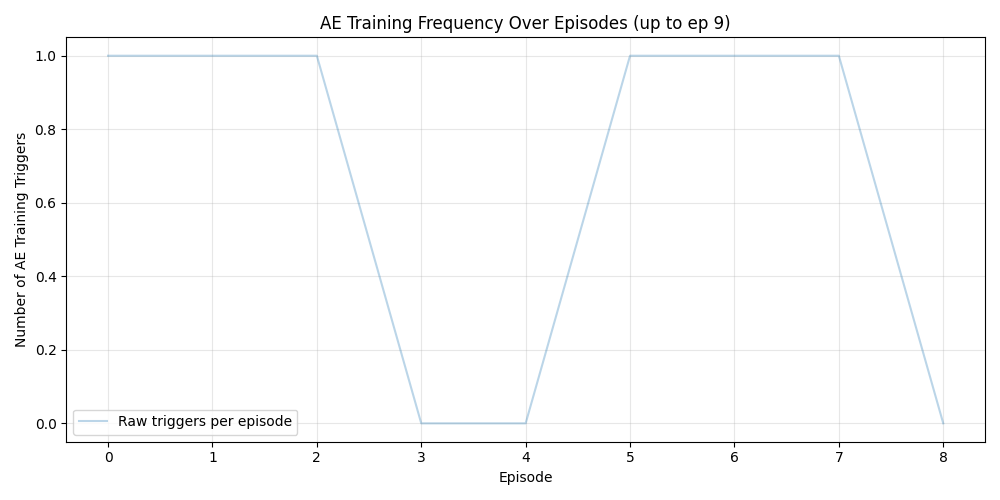 AE Training Frequency Over Episodes (up to ep 9)
Number of AE Training Triggers
1.0
0.8
0.6
0.4
0.2
0.0
Raw triggers per episode
0 1 2 3 4 5 6 7 8
Episode